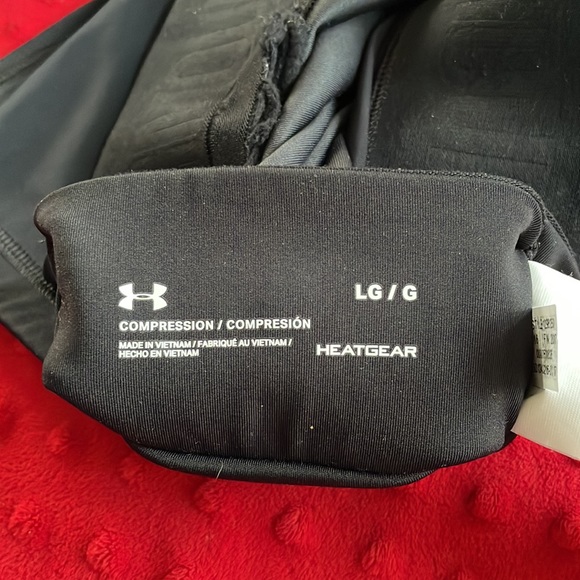 LG / G
COMPRESSION / COMPRESIÓN
MADE IN VIETNAM / FABRIQUÉ AU VIETNAM /
HECHO EN VIETNAM
HEATGEAR